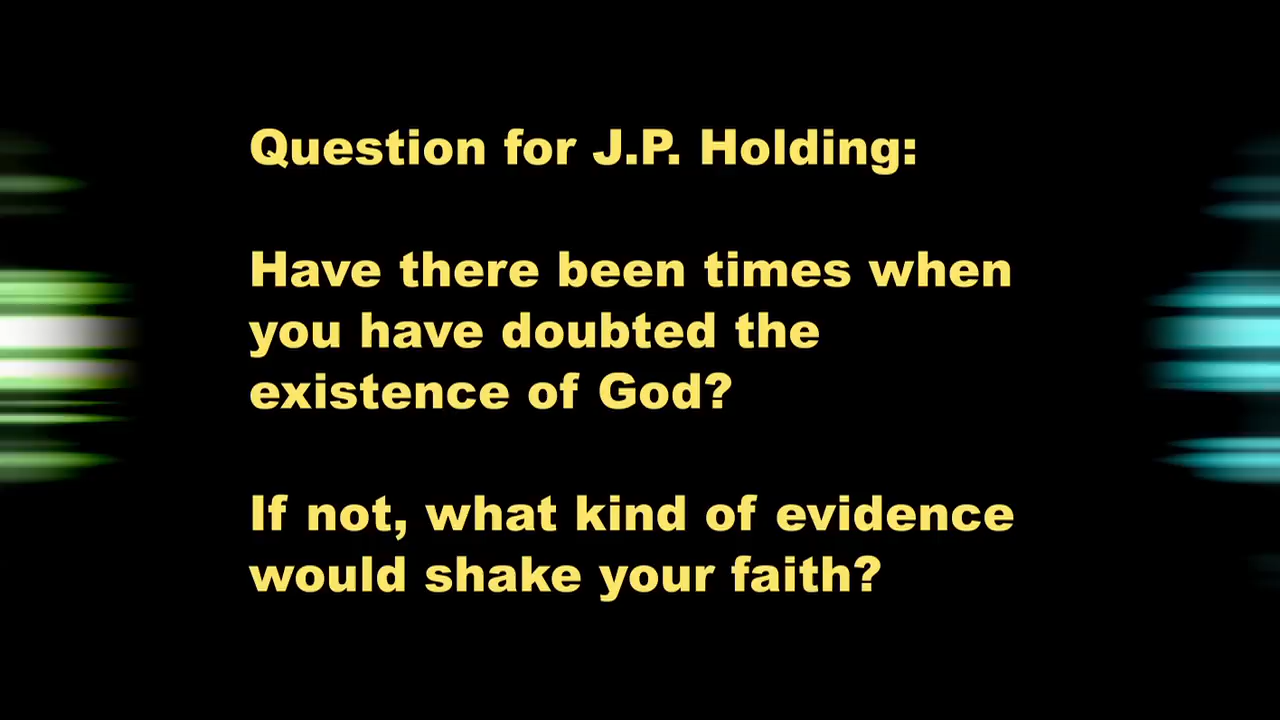 Question for J.P. Holding:
Have there been times when
you have doubted the
existence of God?
If not, what kind of evidence
would shake your faith?